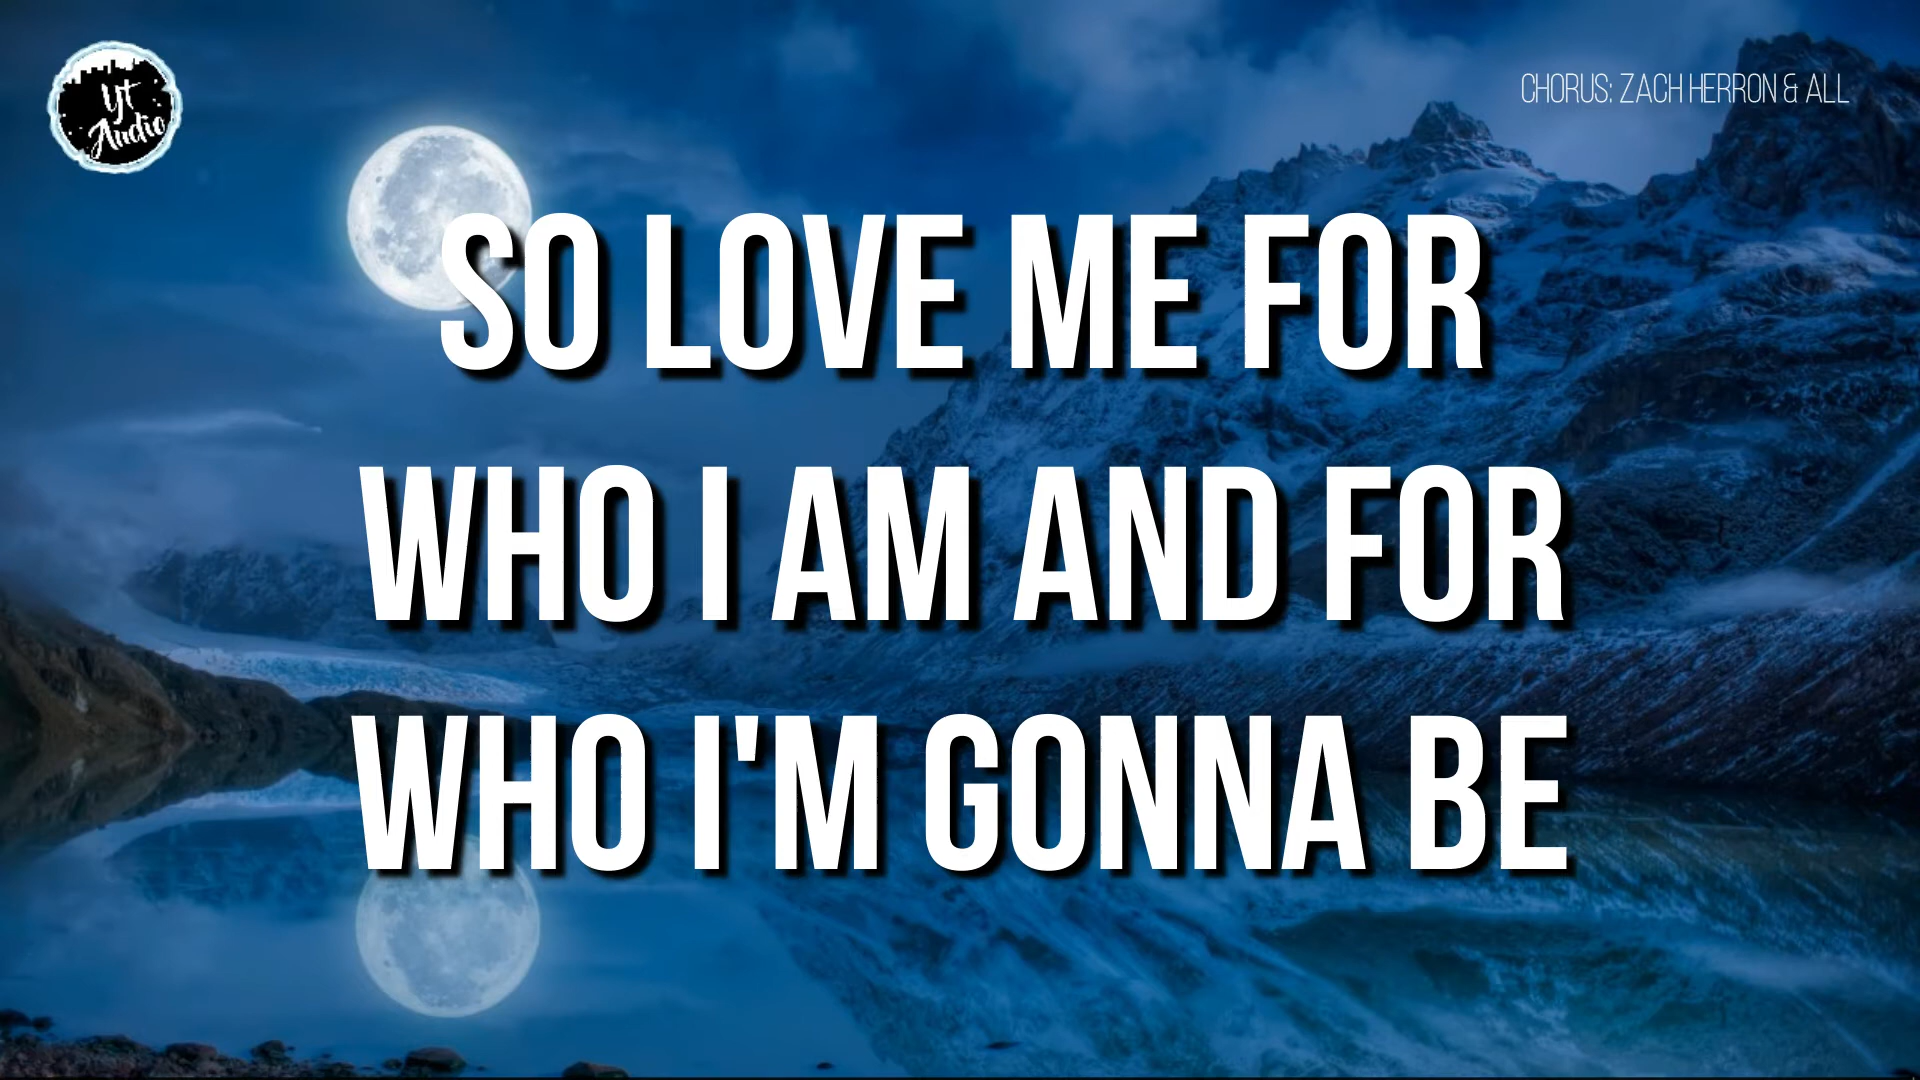 Yt
Audio
CHORUS: ZACH HERRON & ALL
SO LOVE ME FOR
WHO I AM AND FOR
WHO I'M GONNA BE